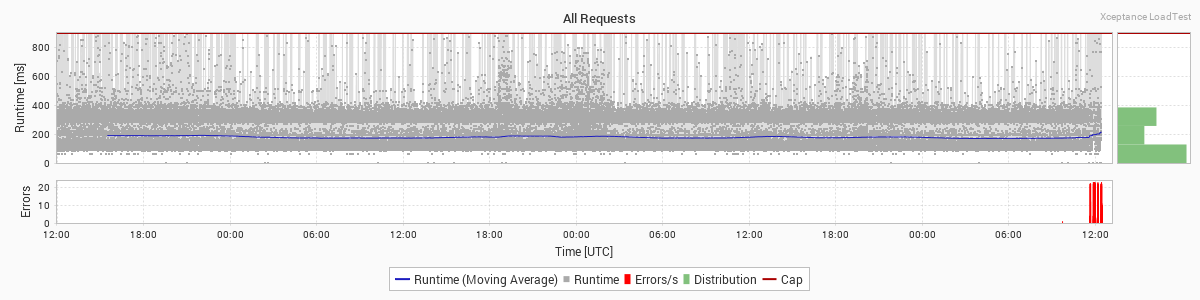 All Requests
Xceptance LoadTest
Runtime [ms]
800
600
400
200
0
Errors
20
10
0
12:00 18:00 00:00 06:00 12:00 18:00 00:00 06:00 12:00 18:00 00:00 06:00 12:00
Time [UTC]
Runtime (Moving Average) Runtime Errors/s Distribution Cap